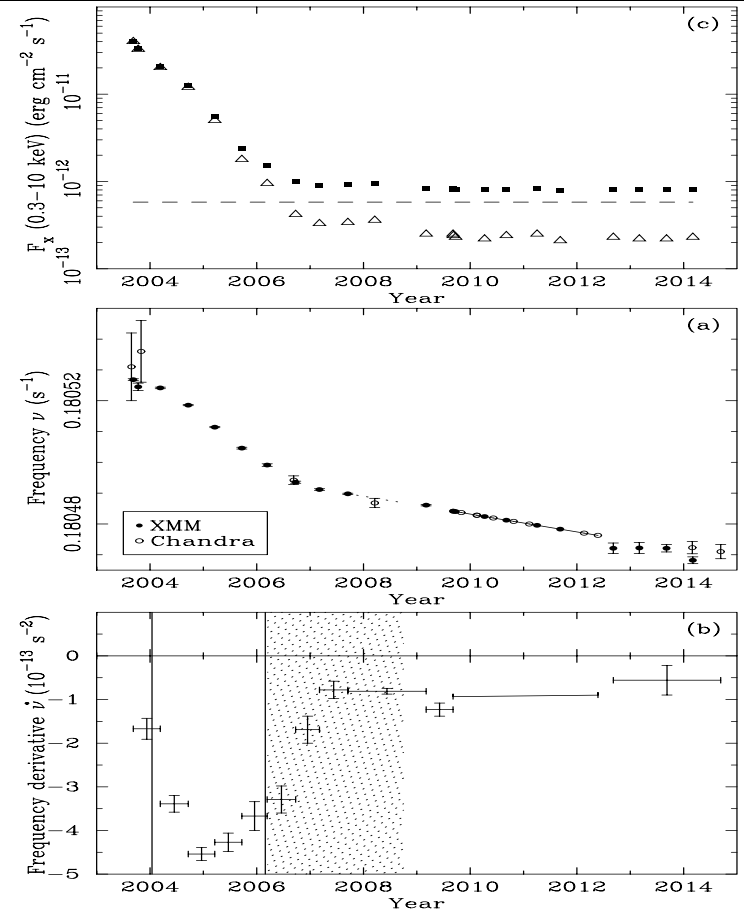 (c)
F_x (0.3–10 keV) (erg cm⁻² s⁻¹)
10⁻¹¹
10⁻¹²
10⁻¹³
2004 2006 2008 2010 2012 2014
Year
(a)
Frequency ν (s⁻¹)
0.18052
0.18048
XMM
Chandra
2004 2006 2008 2010 2012 2014
Year
(b)
Frequency derivative ν̇ (10⁻¹³ s⁻²)
0
−1
−2
−3
−4
−5
2004 2006 2008 2010 2012 2014
Year